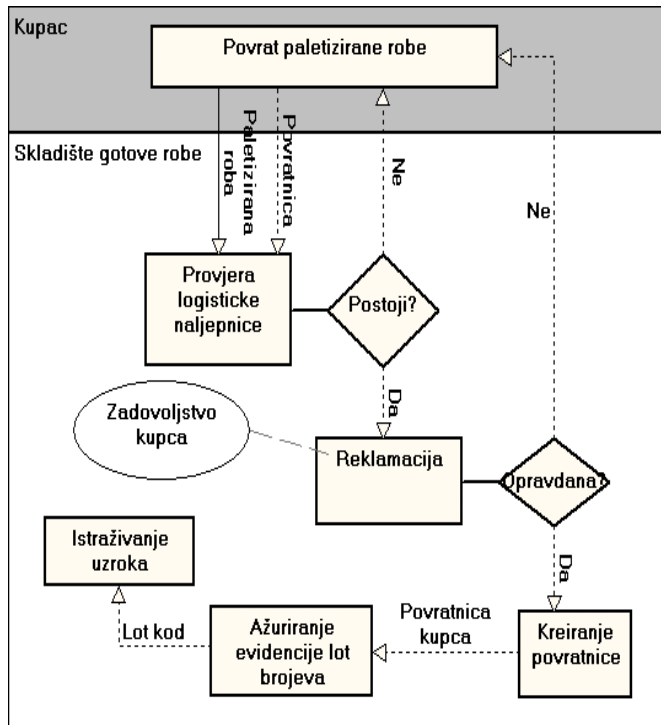 Kupac
Povrat paletizirane robe
Skladište gotove robe
Paletizirana
roba
Povratnica
Ne
Ne
Provjera
logisticke
naljepnice
Postoji?
Da
Zadovoljstvo
kupca
Reklamacija
Opravdana?
Da
Istraživanje
uzroka
Lot kod
Ažuriranje
evidencije lot
brojeva
Povratnica
kupca
Kreiranje
povratnice